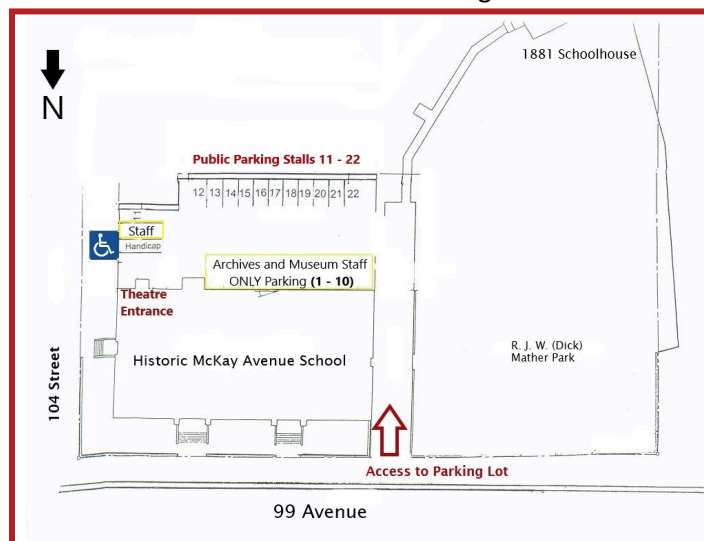 1881 Schoolhouse
N
Public Parking Stalls 11 - 22
12 13 14 15 16 17 18 19 20 21 22
11
Staff
Handicap
Archives and Museum Staff
ONLY Parking (1 - 10)
Theatre
Entrance
Historic McKay Avenue School
R. J. W. (Dick)
Mather Park
104 Street
Access to Parking Lot
99 Avenue